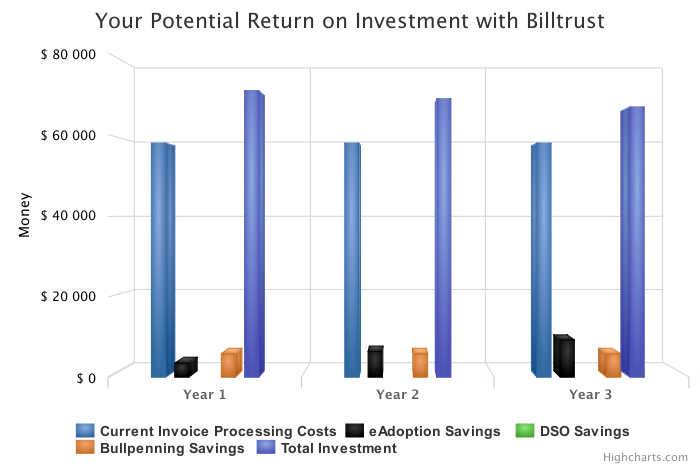 Your Potential Return on Investment with Billtrust
$ 80 000
$ 60 000
$ 40 000
$ 20 000
$ 0
Money
Year 1
Year 2
Year 3
Current Invoice Processing Costs
eAdoption Savings
DSO Savings
Bullpenning Savings
Total Investment
Highcharts.com